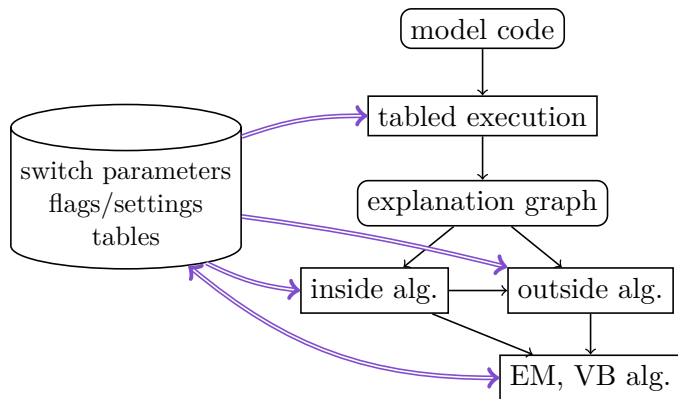 model code
tabled execution
switch parameters
flags/settings
tables
explanation graph
inside alg.
outside alg.
EM, VB alg.